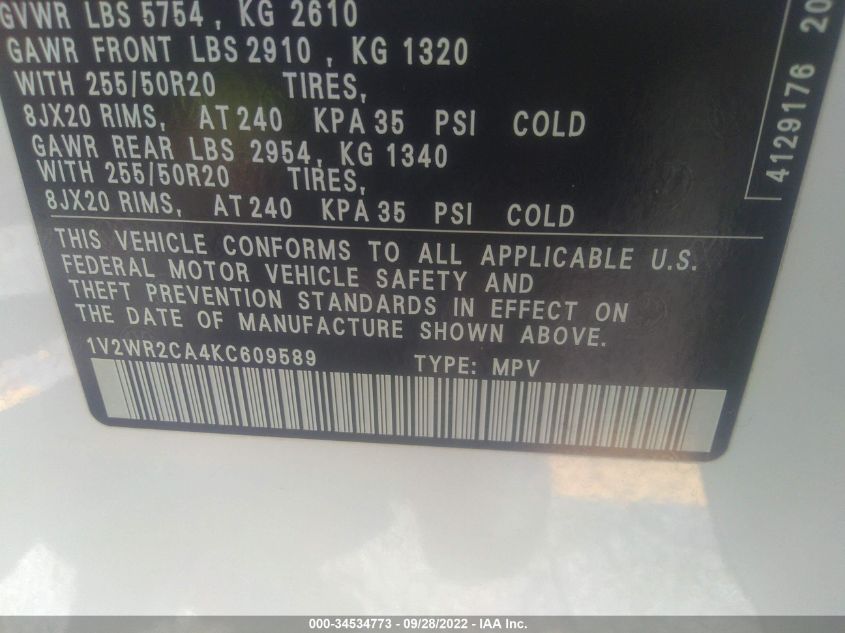 GVWR LBS 5754 , KG 2610
GAWR FRONT LBS 2910 , KG 1320
WITH 255/50R20 TIRES,
8JX20 RIMS, AT 240 KPA 35 PSI COLD
GAWR REAR LBS 2954, KG 1340
WITH 255/50R20 TIRES,
8JX20 RIMS, AT 240 KPA 35 PSI COLD
4129176 20
THIS VEHICLE CONFORMS TO ALL APPLICABLE U.S.
FEDERAL MOTOR VEHICLE SAFETY AND
THEFT PREVENTION STANDARDS IN EFFECT ON
THE DATE OF MANUFACTURE SHOWN ABOVE.
1V2WR2CA4KC609589 TYPE: MPV
000-34534773 - 09/28/2022 - IAA Inc.